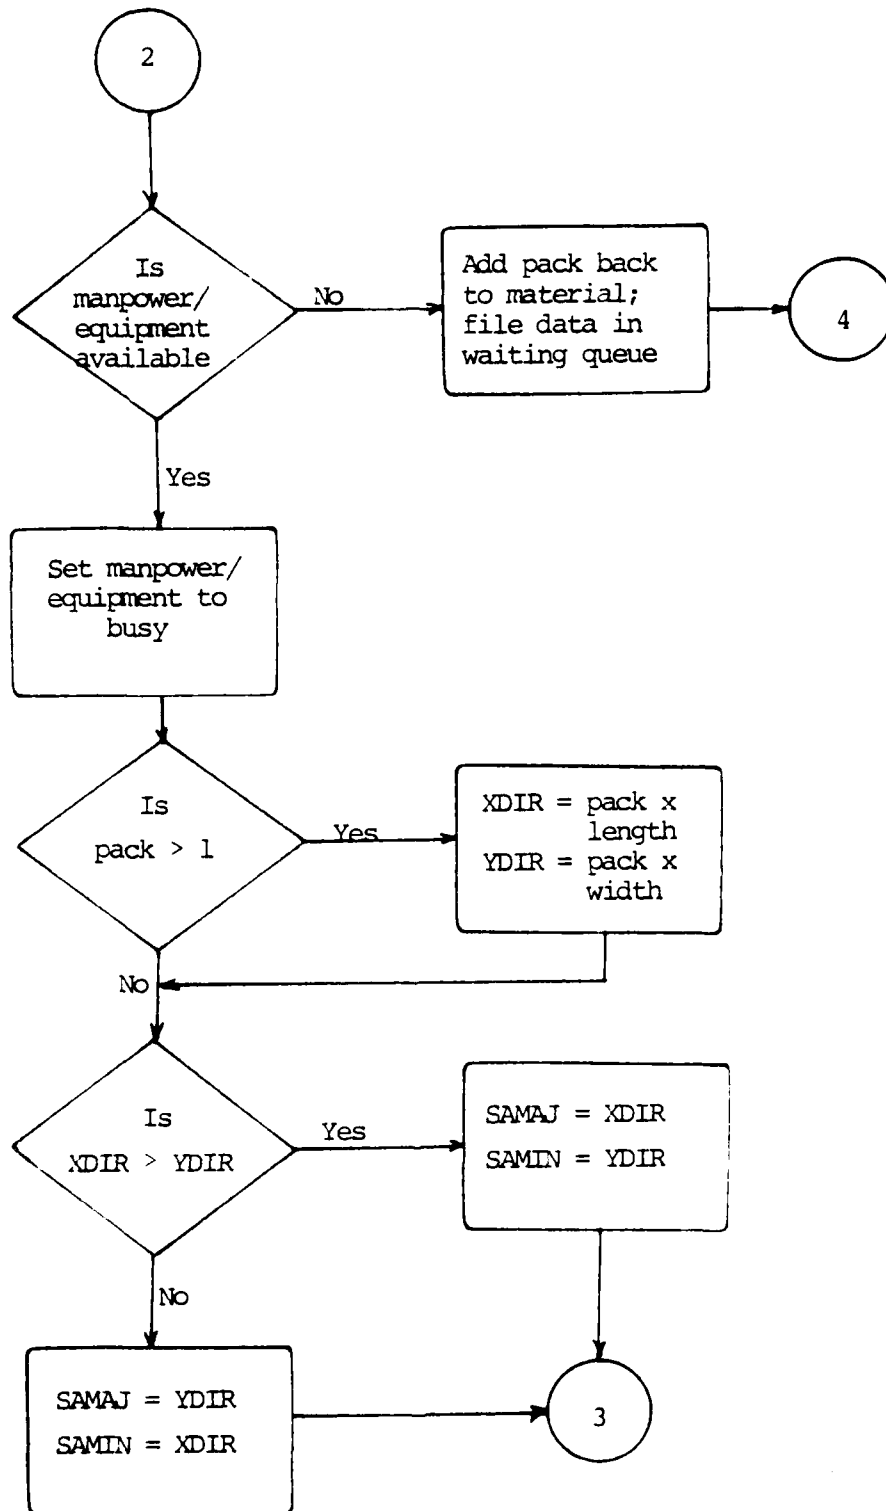 2
Is
manpower/
equipment
available
No
Add pack back
to material;
file data in
waiting queue
4
Yes
Set manpower/
equipment to
busy
Is
pack > 1
Yes
XDIR = pack x
length
YDIR = pack x
width
No
Is
XDIR > YDIR
Yes
SAMAJ = XDIR
SAMIN = YDIR
No
SAMAJ = YDIR
SAMIN = XDIR
3